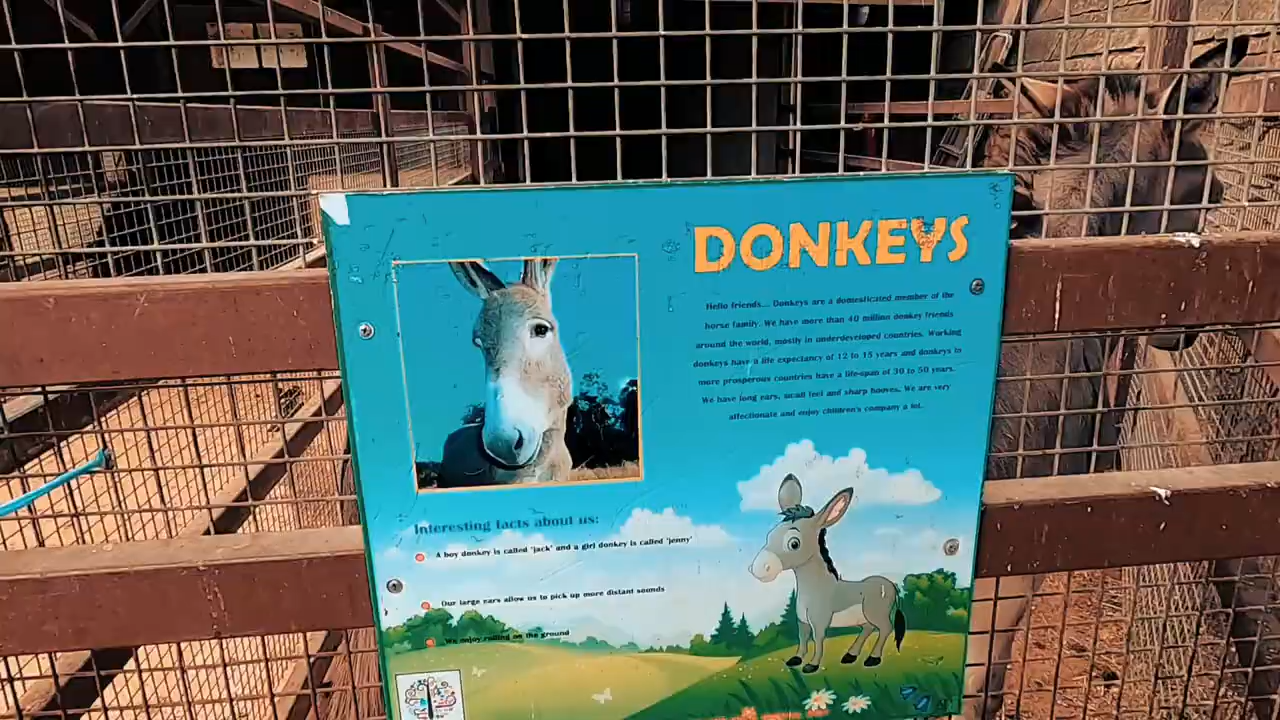 DONKEYS
Hello friends... Donkeys are a domesticated member of the
horse family. We have more than 40 million donkey friends
around the world, mostly in underdeveloped countries. Working
donkeys have a life expectancy of 12 to 15 years and donkeys in
more prosperous countries have a life-span of 30 to 50 years.
We have long ears, small feet and sharp hooves. We are very
affectionate and enjoy children's company a lot.
Interesting facts about us:
A boy donkey is called 'jack' and a girl donkey is called 'jenny'
Our large ears allow us to pick up more distant sounds
We enjoy rolling on the ground